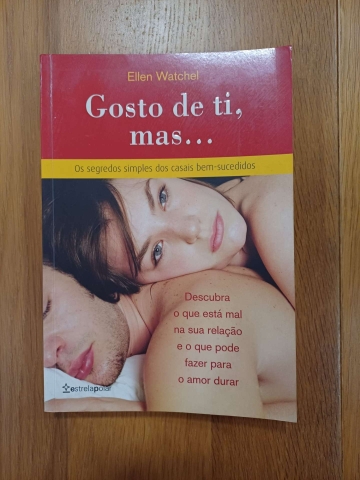 Ellen Watchel
Gosto de ti,
mas...
Os segredos simples dos casais bem-sucedidos
Descubra
o que está mal
na sua relação
e o que pode
fazer para
o amor durar
estrelapolar